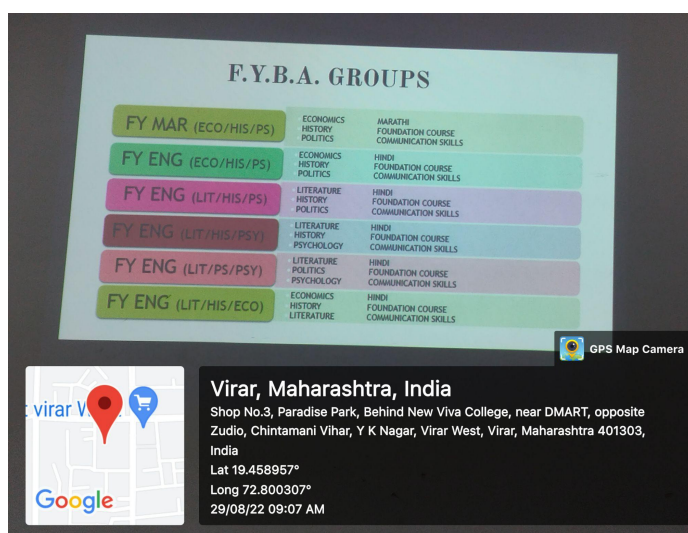 F.Y.B.A. GROUPS
FY MAR (ECO/HIS/PS)
ECONOMICS MARATHI
HISTORY FOUNDATION COURSE
POLITICS COMMUNICATION SKILLS
FY ENG (ECO/HIS/PS)
ECONOMICS HINDI
HISTORY FOUNDATION COURSE
POLITICS COMMUNICATION SKILLS
FY ENG (LIT/HIS/PS)
LITERATURE HINDI
HISTORY FOUNDATION COURSE
POLITICS COMMUNICATION SKILLS
FY ENG (LIT/HIS/PSY)
LITERATURE HINDI
HISTORY FOUNDATION COURSE
PSYCHOLOGY COMMUNICATION SKILLS
FY ENG (LIT/PS/PSY)
LITERATURE HINDI
POLITICS FOUNDATION COURSE
PSYCHOLOGY COMMUNICATION SKILLS
FY ENG (LIT/HIS/ECO)
ECONOMICS HINDI
HISTORY FOUNDATION COURSE
LITERATURE COMMUNICATION SKILLS
GPS Map Camera
virar
Google
Virar, Maharashtra, India
Shop No.3, Paradise Park, Behind New Viva College, near DMART, opposite
Zudio, Chintamani Vihar, Y K Nagar, Virar West, Virar, Maharashtra 401303,
India
Lat 19.458957°
Long 72.800307°
29/08/22 09:07 AM